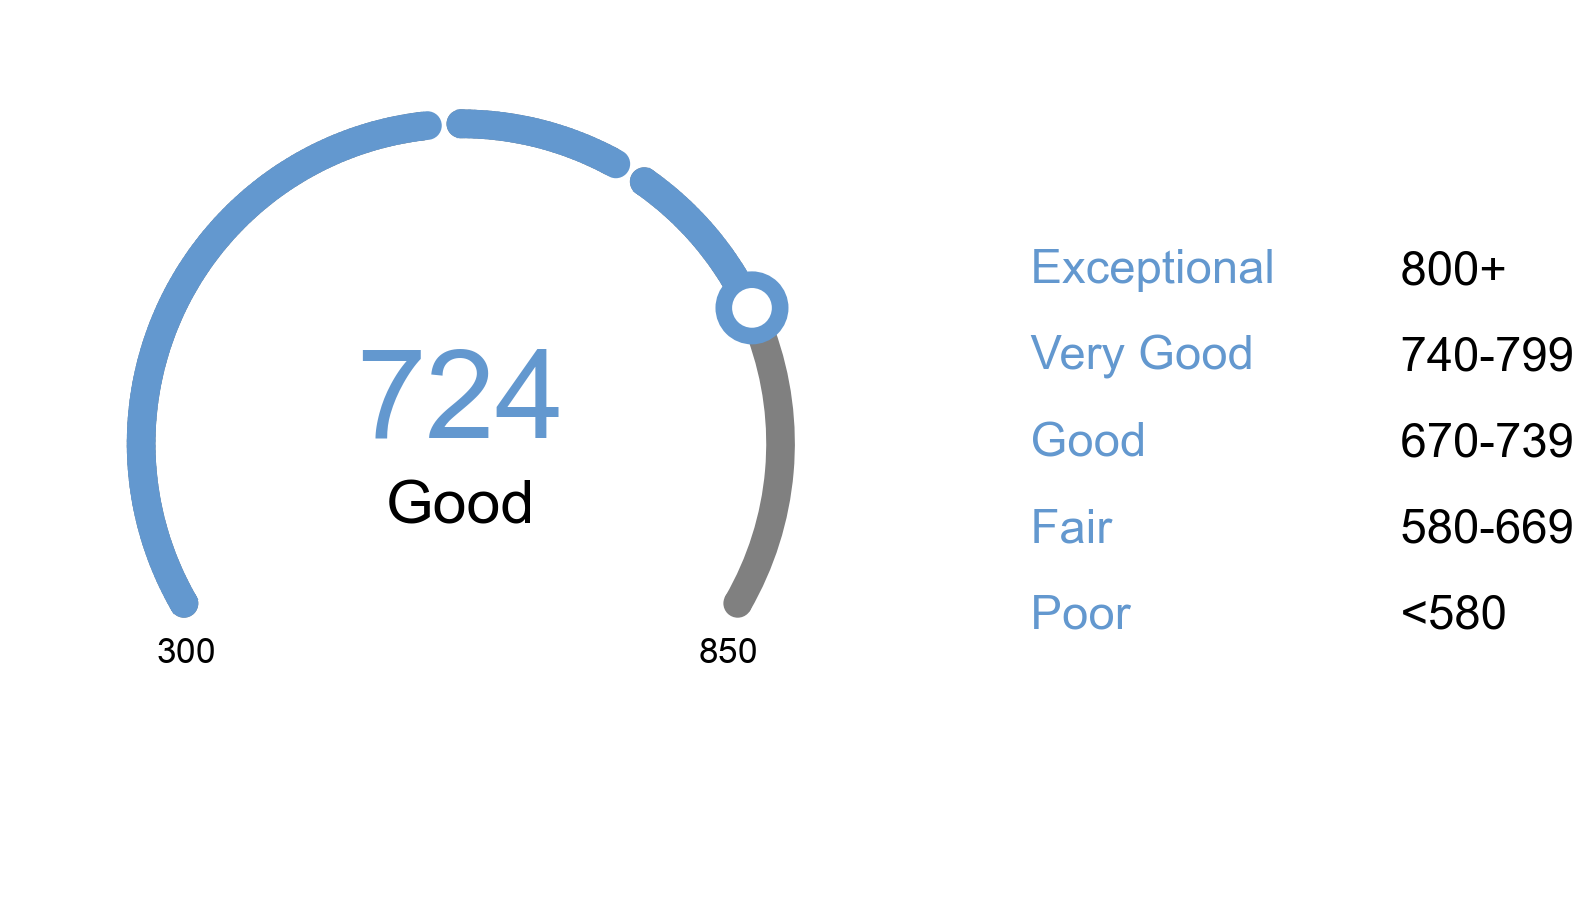 724
Good
300 850
Exceptional 800+
Very Good 740-799
Good 670-739
Fair 580-669
Poor <580